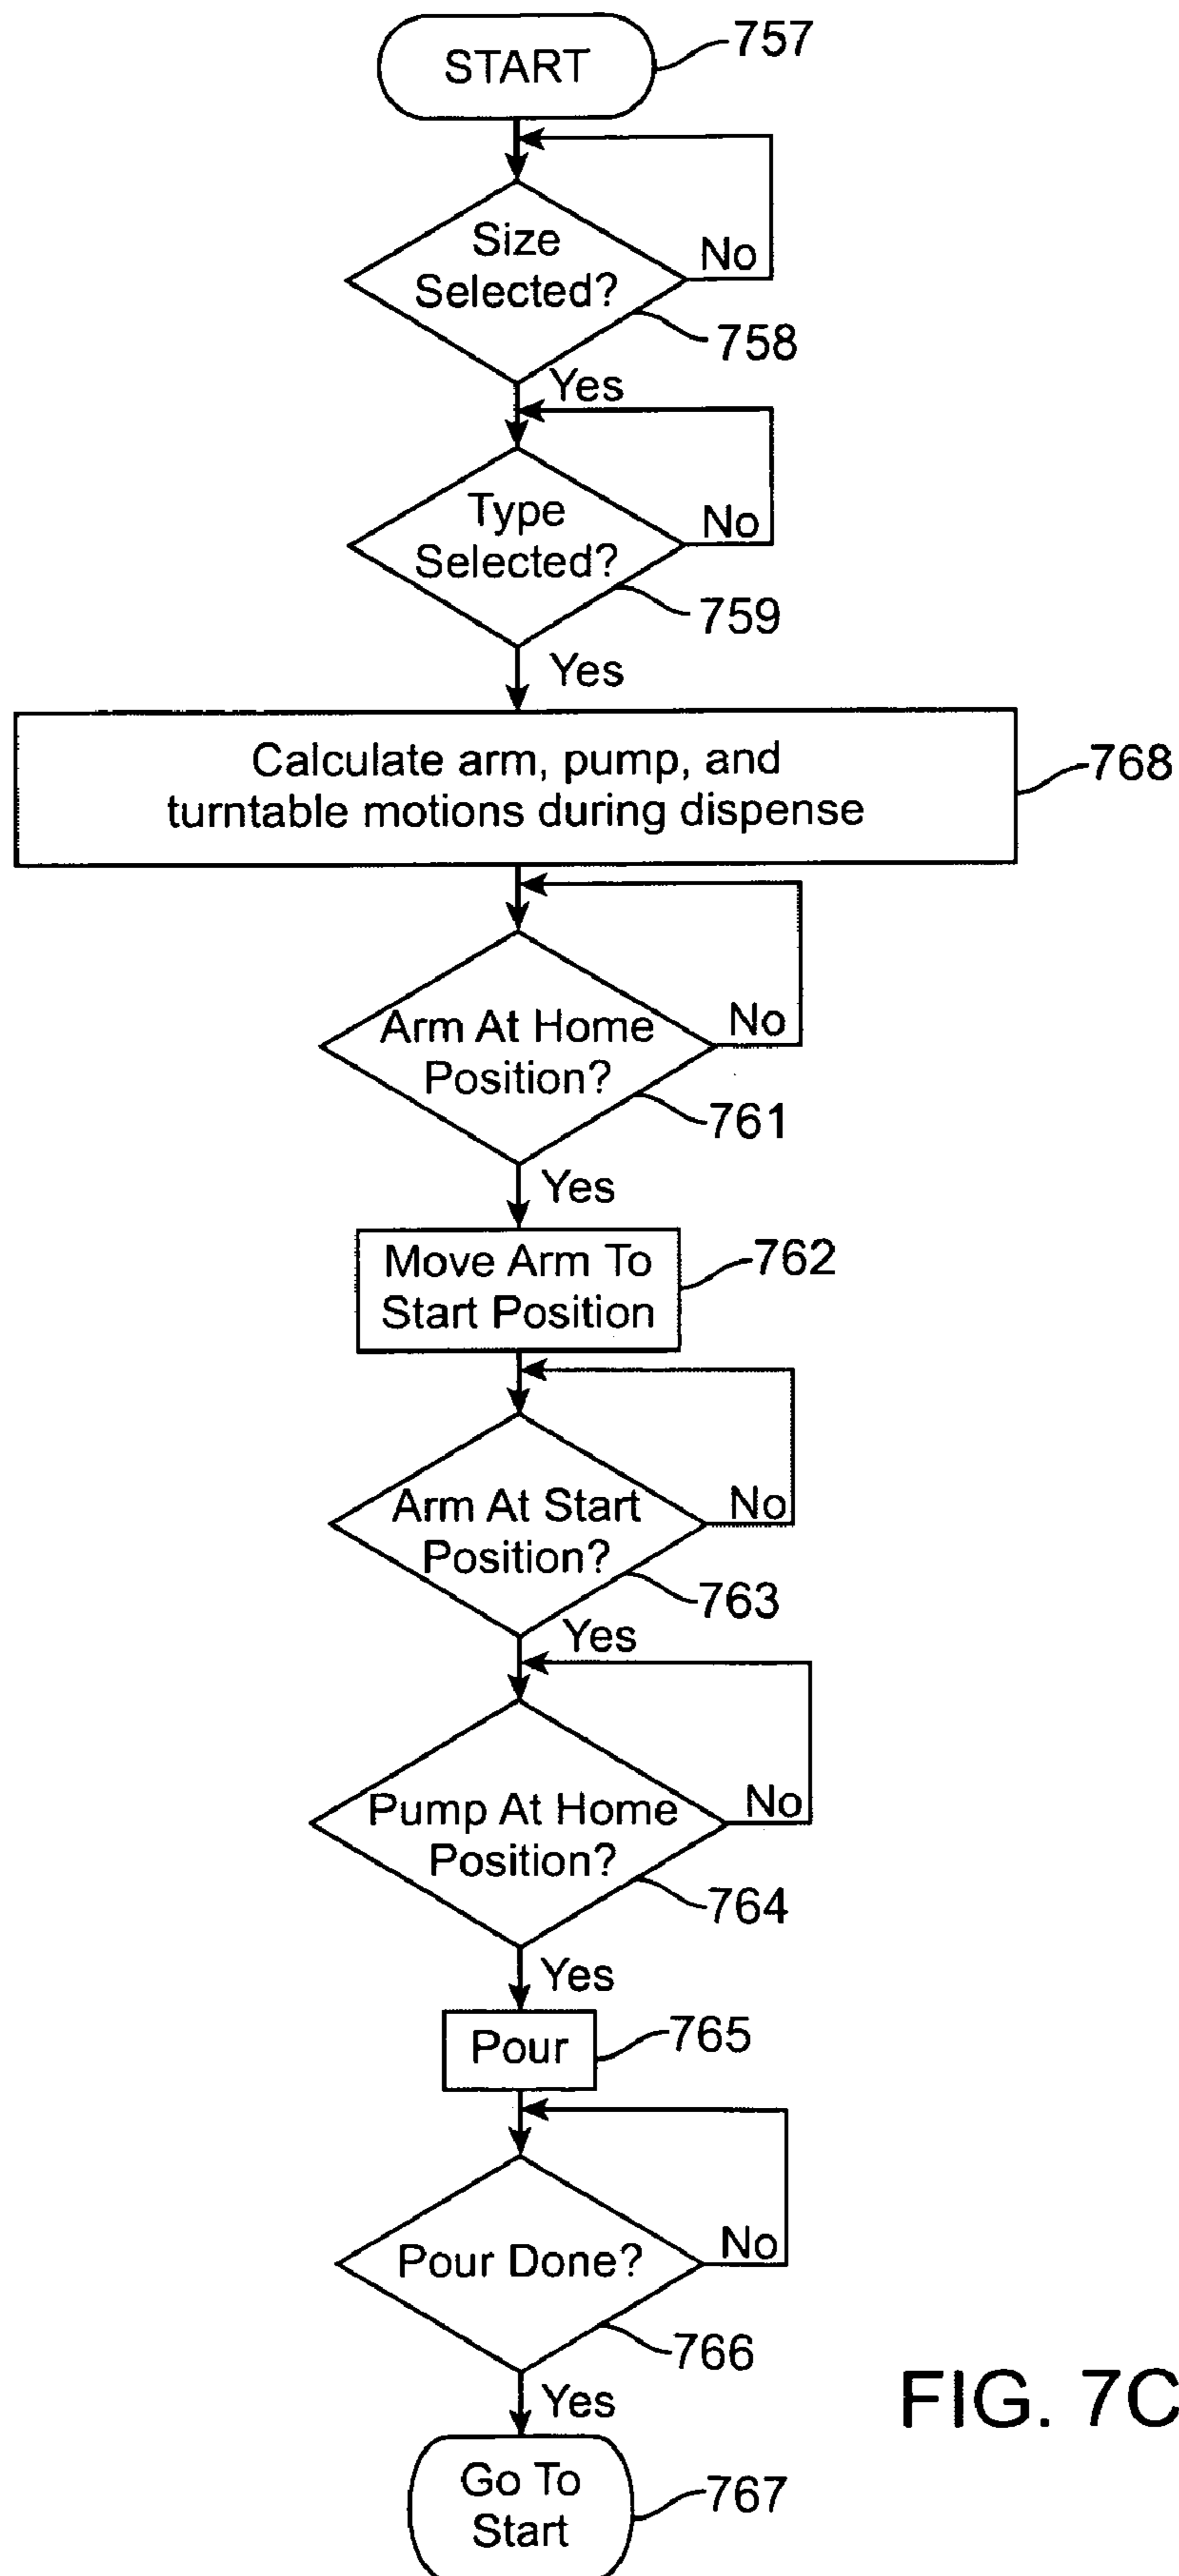 START
757
Size
Selected?
No
758
Yes
Type
Selected?
No
759
Yes
Calculate arm, pump, and
turntable motions during dispense
768
Arm At Home
Position?
No
761
Yes
Move Arm To
Start Position
762
Arm At Start
Position?
No
763
Yes
Pump At Home
Position?
No
764
Yes
Pour
765
Pour Done?
No
766
Yes
Go To
Start
767
FIG. 7C